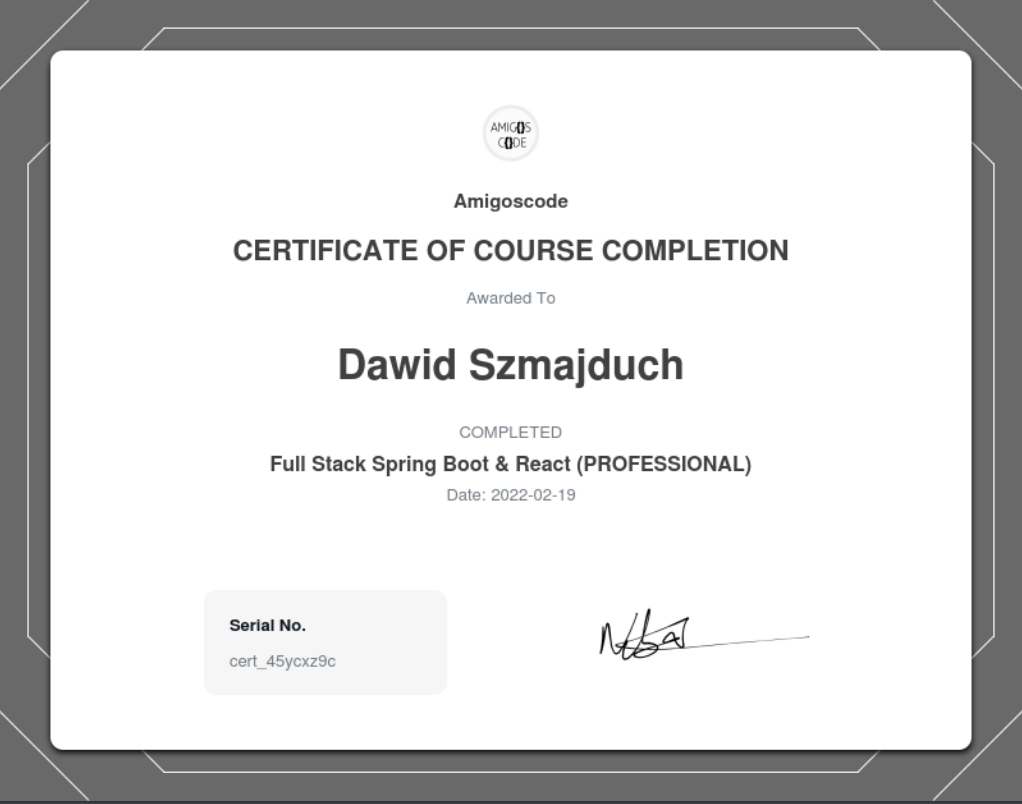 AMIGOS
CODE
Amigoscode
CERTIFICATE OF COURSE COMPLETION
Awarded To
Dawid Szmajduch
COMPLETED
Full Stack Spring Boot & React (PROFESSIONAL)
Date: 2022-02-19
Serial No.
cert_45ycxz9c